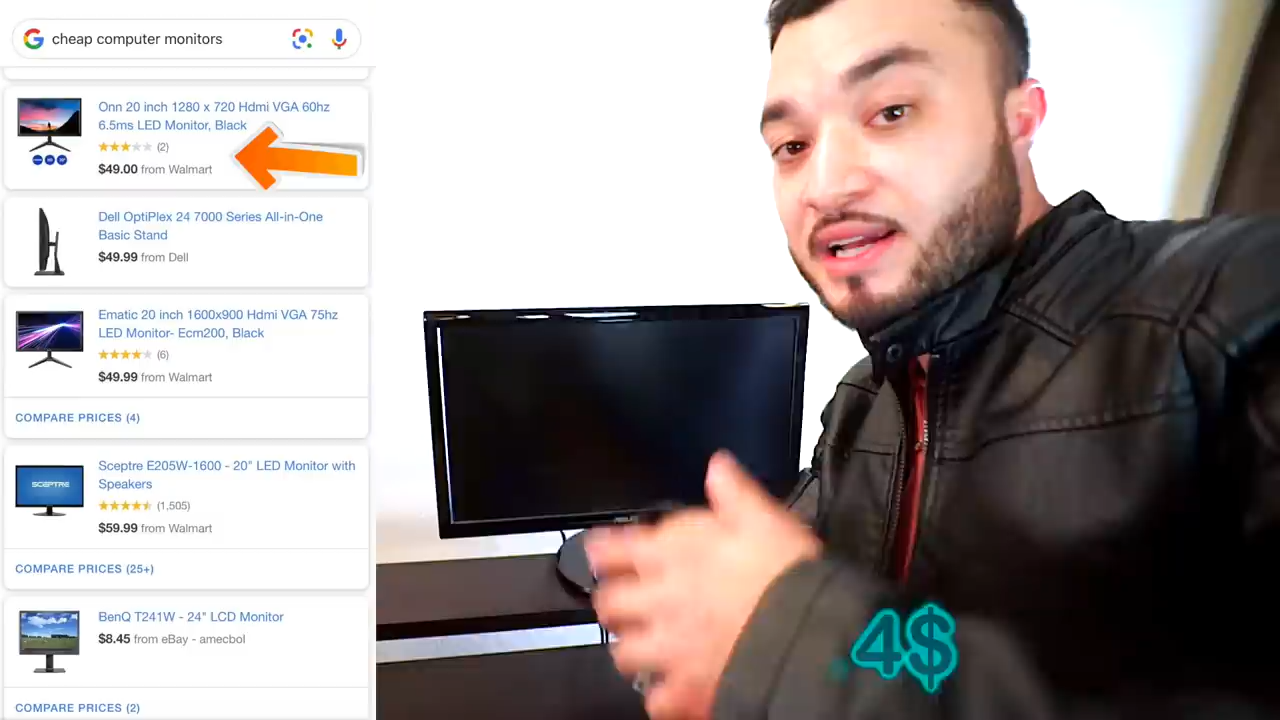 cheap computer monitors
Onn 20 inch 1280 x 720 Hdmi VGA 60hz
6.5ms LED Monitor, Black
(2)
$49.00 from Walmart
Dell OptiPlex 24 7000 Series All-in-One
Basic Stand
$49.99 from Dell
Ematic 20 inch 1600x900 Hdmi VGA 75hz
LED Monitor- Ecm200, Black
(6)
$49.99 from Walmart
COMPARE PRICES (4)
SCEPTRE
Sceptre E205W-1600 - 20" LED Monitor with
Speakers
(1,505)
$59.99 from Walmart
COMPARE PRICES (25+)
BenQ T241W - 24" LCD Monitor
$8.45 from eBay - amecbol
COMPARE PRICES (2)
4$